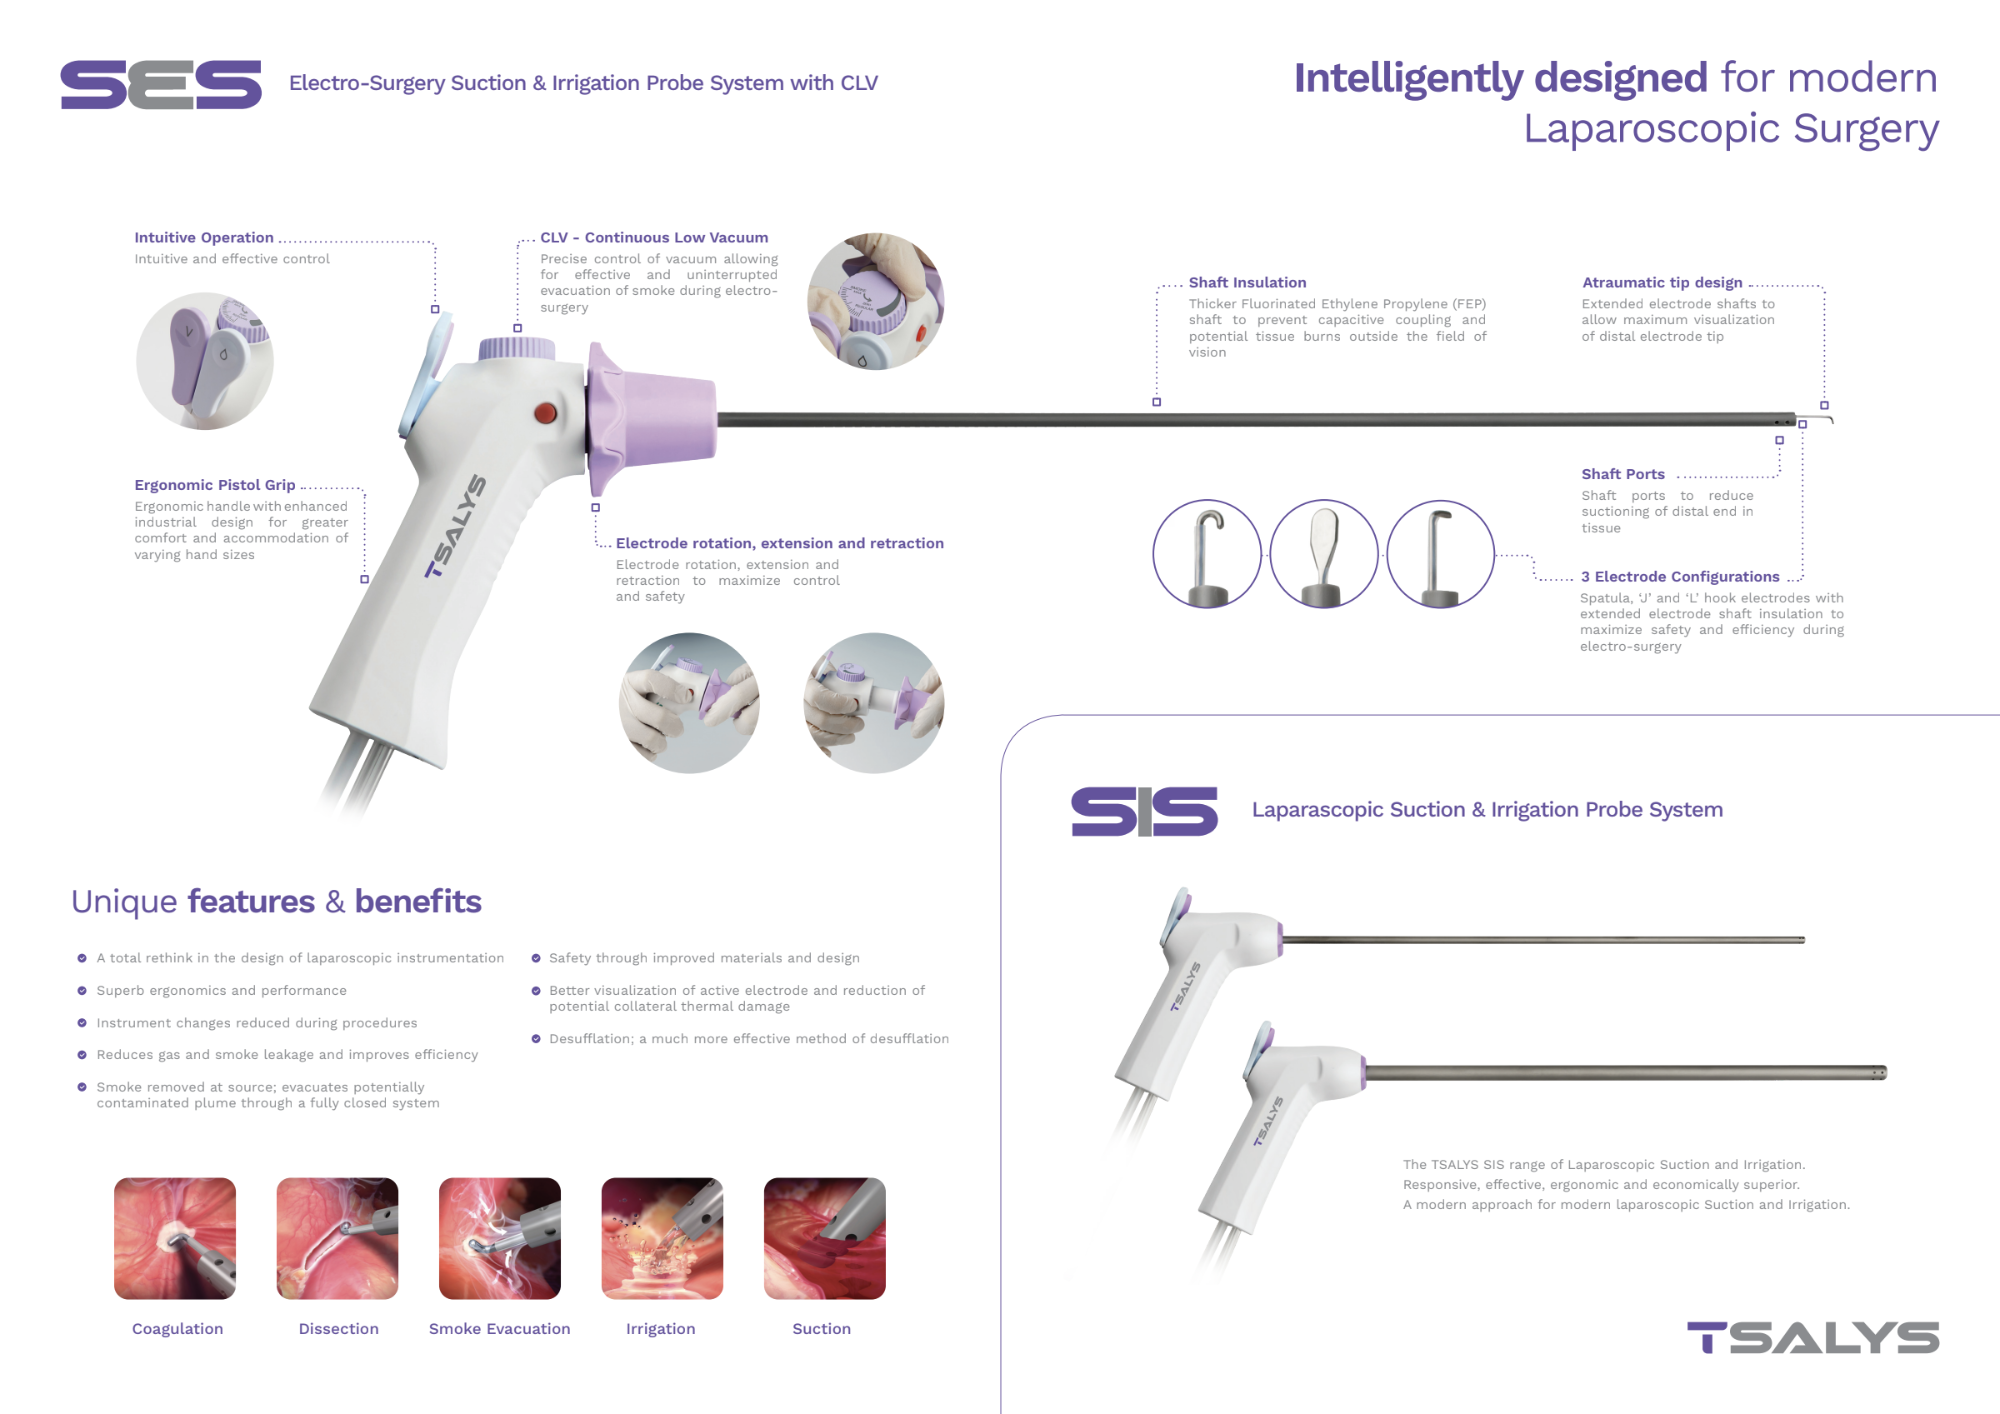 SES
Electro-Surgery Suction & Irrigation Probe System with CLV
Intelligently designed for modern
Laparoscopic Surgery
Intuitive Operation
Intuitive and effective control
CLV - Continuous Low Vacuum
Precise control of vacuum allowing
for effective and uninterrupted
evacuation of smoke during electro-
surgery
Shaft Insulation
Thicker Fluorinated Ethylene Propylene (FEP)
shaft to prevent capacitive coupling and
potential tissue burns outside the field of
vision
Atraumatic tip design
Extended electrode shafts to
allow maximum visualization
of distal electrode tip
Ergonomic Pistol Grip
Ergonomic handle with enhanced
industrial design for greater
comfort and accommodation of
varying hand sizes
TSALYS
Electrode rotation, extension and retraction
Electrode rotation, extension and
retraction to maximize control
and safety
Shaft Ports
Shaft ports to reduce
suctioning of distal end in
tissue
3 Electrode Configurations
Spatula, ‘J’ and ‘L’ hook electrodes with
extended electrode shaft insulation to
maximize safety and efficiency during
electro-surgery
Unique features & benefits
A total rethink in the design of laparoscopic instrumentation
Superb ergonomics and performance
Instrument changes reduced during procedures
Reduces gas and smoke leakage and improves efficiency
Smoke removed at source; evacuates potentially
contaminated plume through a fully closed system
Safety through improved materials and design
Better visualization of active electrode and reduction of
potential collateral thermal damage
Desufflation; a much more effective method of desufflation
Coagulation
Dissection
Smoke Evacuation
Irrigation
Suction
SIS
Laparascopic Suction & Irrigation Probe System
TSALYS
TSALYS
The TSALYS SIS range of Laparoscopic Suction and Irrigation.
Responsive, effective, ergonomic and economically superior.
A modern approach for modern laparoscopic Suction and Irrigation.
TSALYS